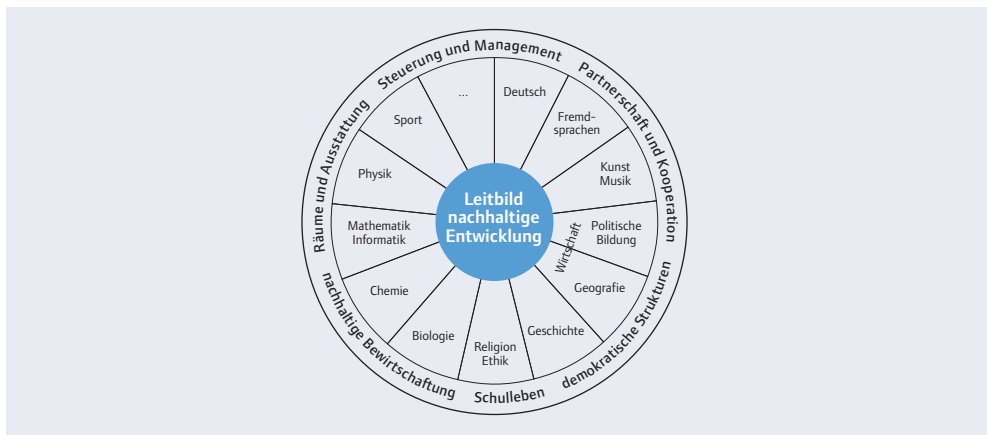 Steuerung und Management
Partnerschaft und Kooperation
demokratische Strukturen
Schulleben
nachhaltige Bewirtschaftung
Räume und Ausstattung
...
Deutsch
Fremd-
sprachen
Kunst
Musik
Politische
Bildung
Wirtschaft
Geografie
Geschichte
Religion
Ethik
Biologie
Chemie
Mathematik
Informatik
Physik
Sport
Leitbild
nachhaltige
Entwicklung